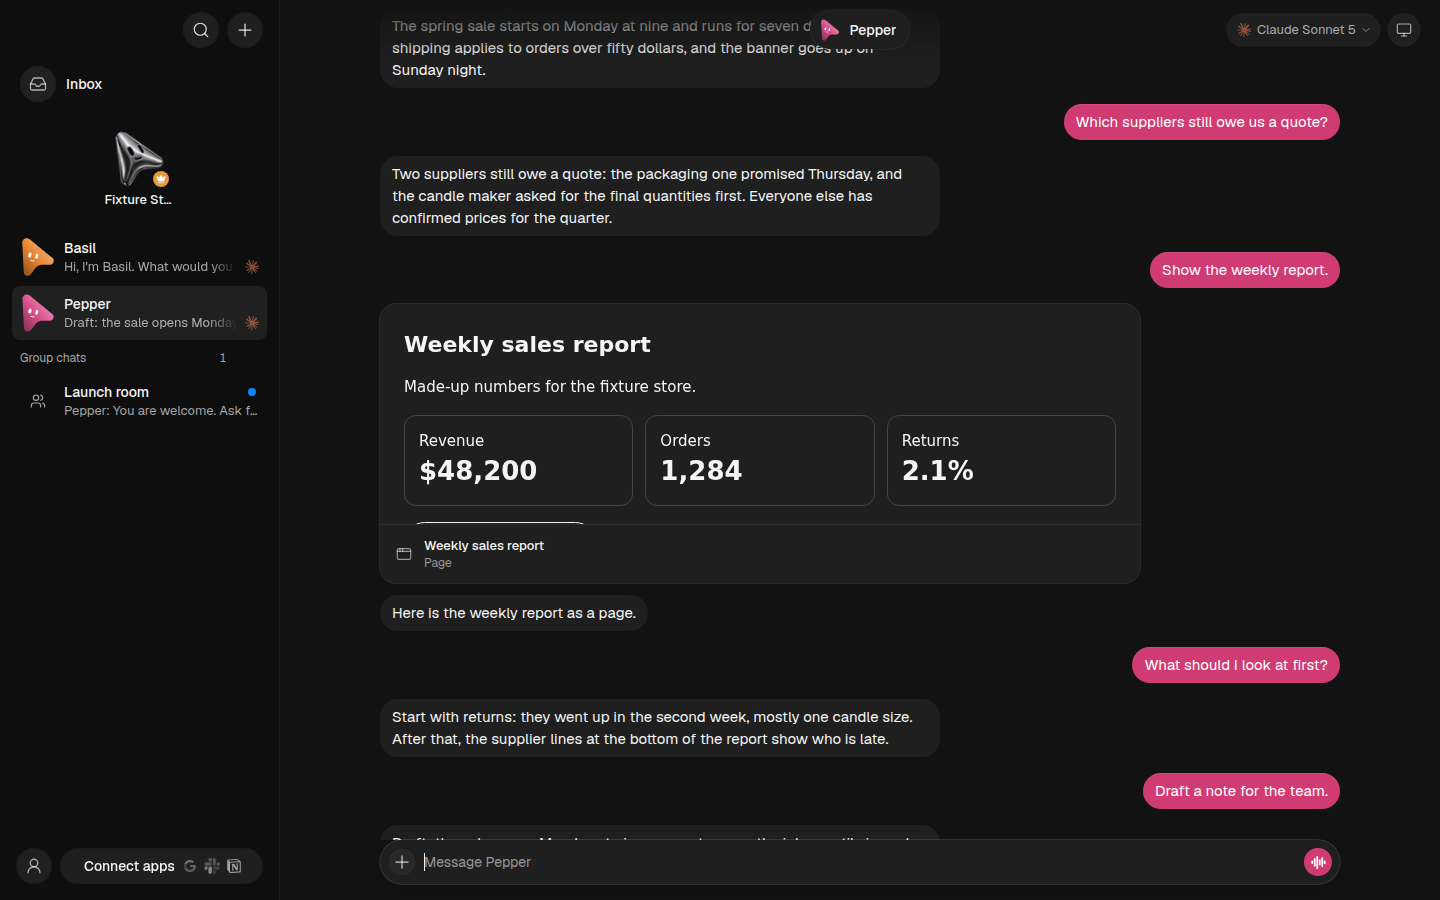 Inbox
Fixture St...
Basil
Hi, I'm Basil. What would you
Pepper
Draft: the sale opens Monday
Group chats 1
Launch room
Pepper: You are welcome. Ask f...
Connect apps
Pepper
Claude Sonnet 5
The spring sale starts on Monday at nine and runs for seven
shipping applies to orders over fifty dollars, and the banner goes up on
Sunday night.
Which suppliers still owe us a quote?
Two suppliers still owe a quote: the packaging one promised Thursday, and
the candle maker asked for the final quantities first. Everyone else has
confirmed prices for the quarter.
Show the weekly report.
Weekly sales report
Made-up numbers for the fixture store.
Revenue
$48,200
Orders
1,284
Returns
2.1%
Weekly sales report
Page
Here is the weekly report as a page.
What should I look at first?
Start with returns: they went up in the second week, mostly one candle size.
After that, the supplier lines at the bottom of the report show who is late.
Draft a note for the team.
Message Pepper